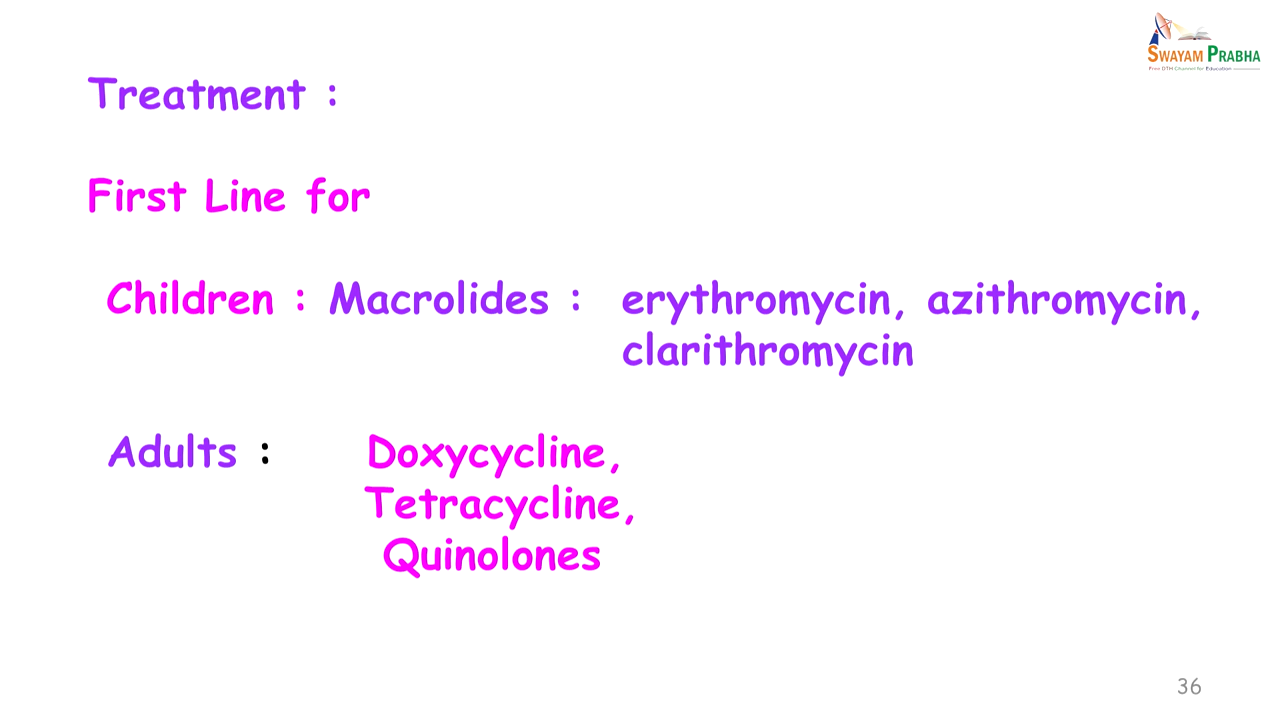 SWAYAM PRABHA
Free DTH Channel for Education
Treatment :
First Line for
Children : Macrolides : erythromycin, azithromycin,
clarithromycin
Adults : Doxycycline,
Tetracycline,
Quinolones
36